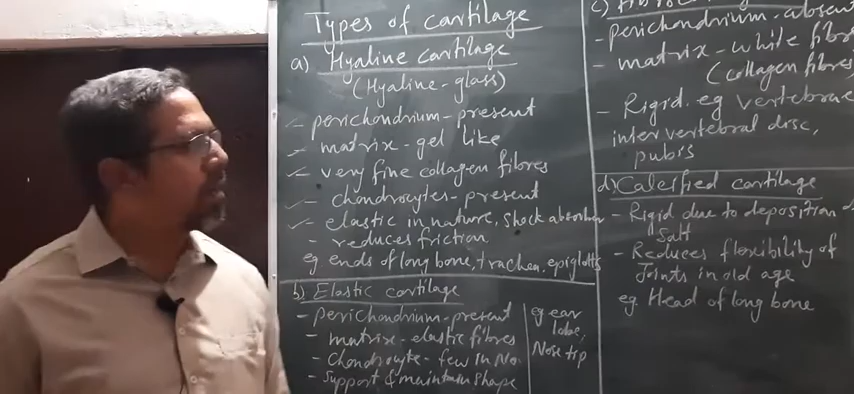 Types of cartilage
a) Hyaline cartilage
(Hyaline - glass)
- perichondrium - present
- matrix - gel like
- very fine collagen fibres
- chondrocytes - present
- elastic in nature, shock absorber
- reduces friction
eg ends of long bone, trachea, epiglottis
b) Elastic cartilage
- perichondrium - present
- matrix - elastic fibres
- chondrocyte - few in No.
- support & maintain shape
eg ear
lobe,
Nose tip
c)
perichondrium - absent
- matrix - white fibres
(collagen fibres)
- Rigid. eg vertebrae
intervertebral disc,
pubis
d) Calcified cartilage
- Rigid due to deposition of
salt
- Reduces flexibility of
Joints in old age
eg Head of long bone